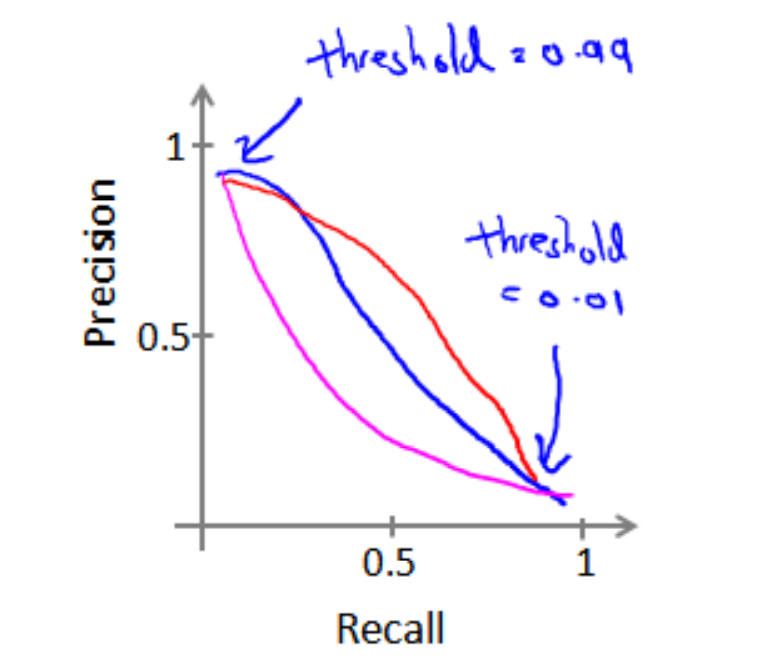 threshold = 0.99
1
Precision
threshold
= 0.01
0.5
0.5
1
Recall